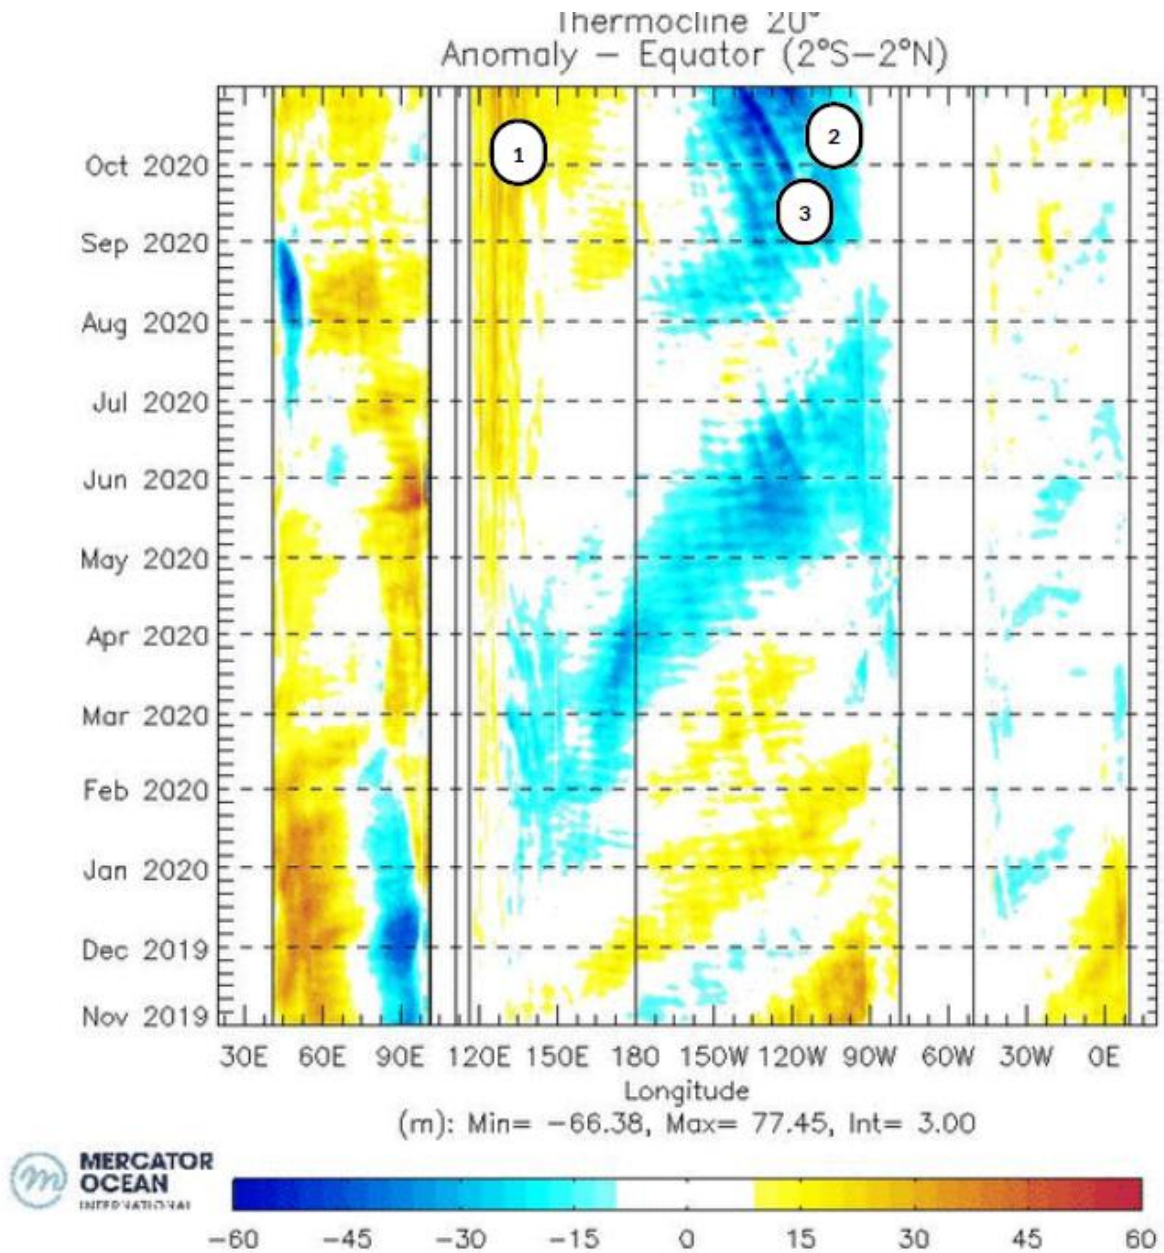 Thermocline 20°
Anomaly – Equator (2°S–2°N)
1
2
3
Oct 2020
Sep 2020
Aug 2020
Jul 2020
Jun 2020
May 2020
Apr 2020
Mar 2020
Feb 2020
Jan 2020
Dec 2019
Nov 2019
30E 60E 90E 120E 150E 180 150W 120W 90W 60W 30W 0E
Longitude
(m): Min= −66.38, Max= 77.45, Int= 3.00
MERCATOR
OCEAN
INTERNATIONAL
−60 −45 −30 −15 0 15 30 45 60